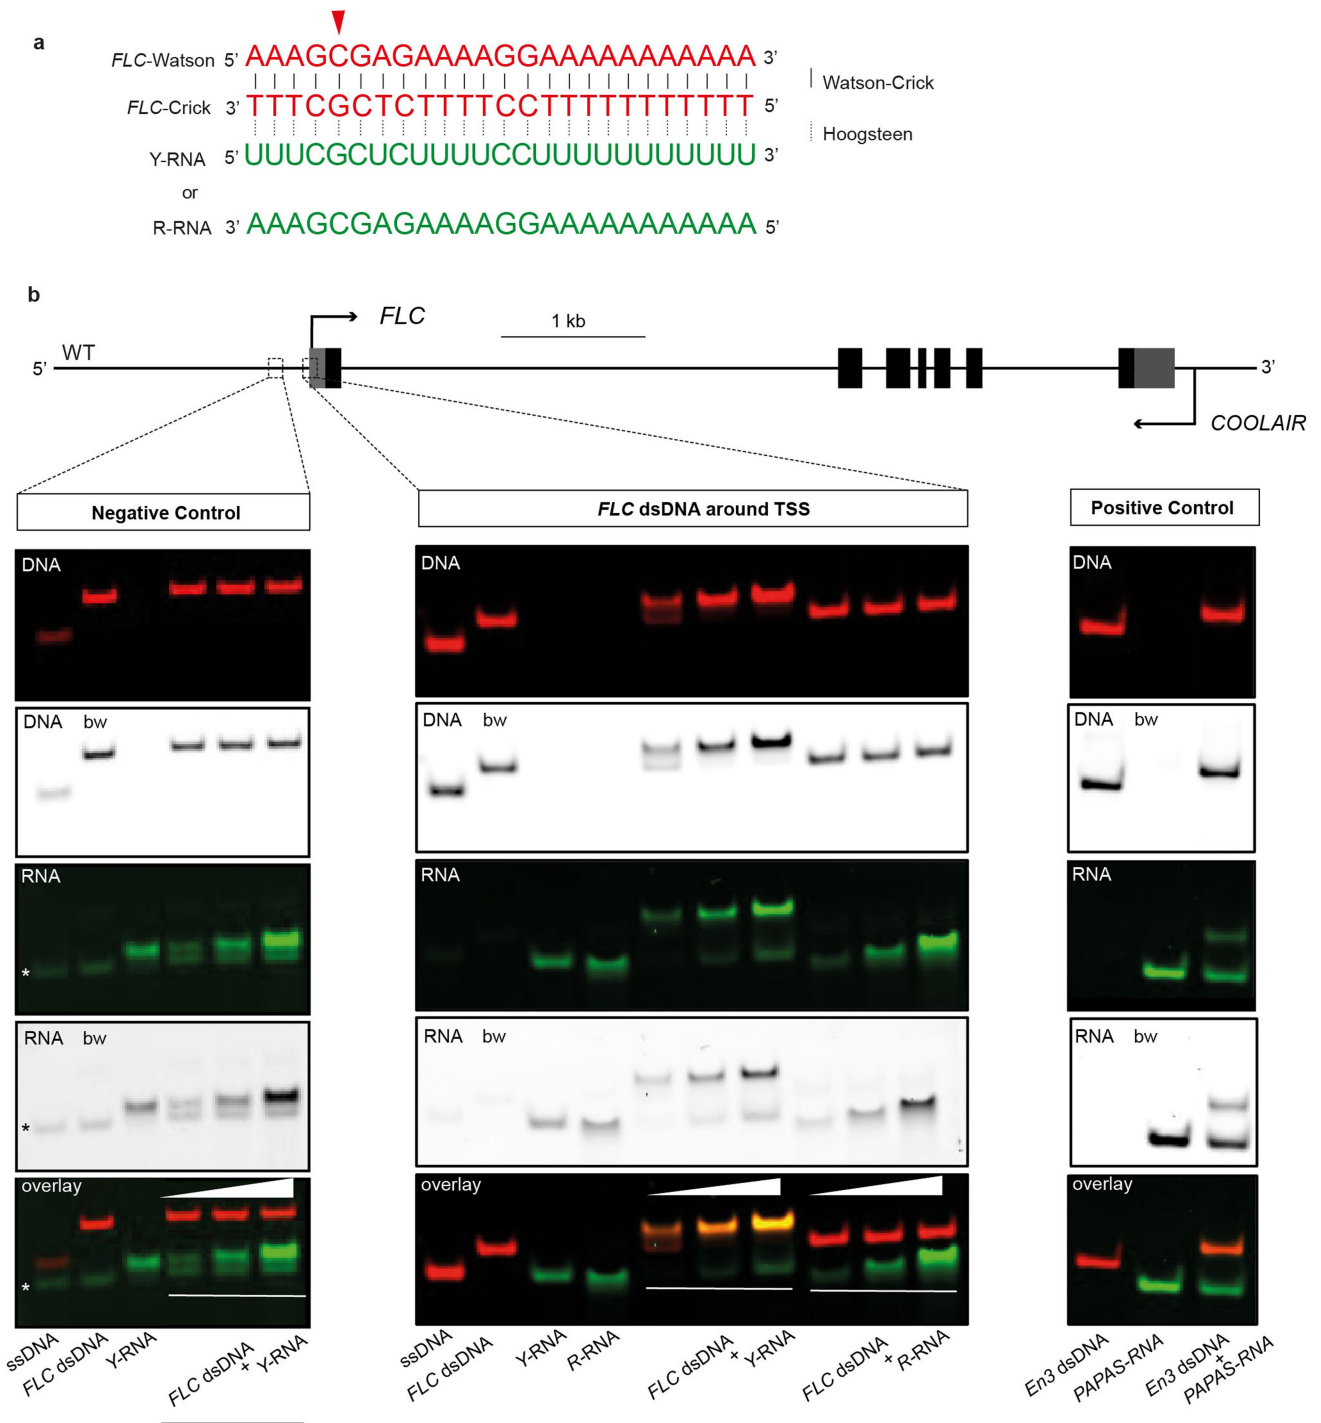 a
FLC-Watson 5’ AAAGCGAGAAAAGGAAAAAAAAAAAA 3’
Watson-Crick
FLC-Crick 3’ TTTCGCTCTTTTCCTTTTTTTTTTTT 5’
Hoogsteen
Y-RNA 5’ UUUCGCUCUUUUCCUUUUUUUUUUUU 3’
or
R-RNA 3’ AAAGCGAGAAAAGGAAAAAAAAAAAA 5’
b
FLC
1 kb
WT
5’
3’
COOLAIR
Negative Control
FLC dsDNA around TSS
Positive Control
DNA
DNA
DNA
DNA bw
DNA bw
DNA bw
RNA
RNA
RNA
*
RNA bw
RNA bw
RNA bw
*
overlay
overlay
overlay
*
ssDNA
FLC dsDNA
Y-RNA
FLC dsDNA + Y-RNA
ssDNA
FLC dsDNA
Y-RNA
R-RNA
FLC dsDNA + Y-RNA
FLC dsDNA + R-RNA
En3 dsDNA
PAPAS-RNA
En3 dsDNA + PAPAS-RNA